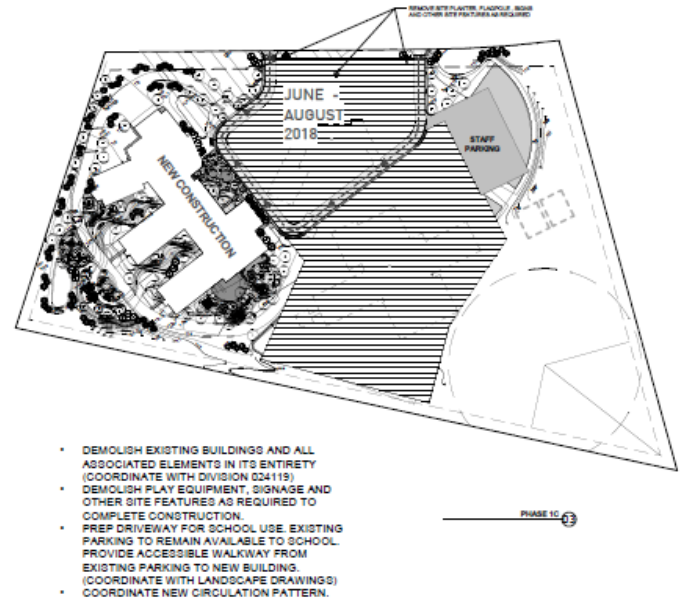 REMOVE SITE PLANTER, FLAGPOLE, SIGNS
AND OTHER SITE FEATURES AS REQUIRED
JUNE -
AUGUST
2018
STAFF
PARKING
NEW CONSTRUCTION
• DEMOLISH EXISTING BUILDINGS AND ALL
ASSOCIATED ELEMENTS IN ITS ENTIRETY
(COORDINATE WITH DIVISION 024119)
• DEMOLISH PLAY EQUIPMENT, SIGNAGE AND
OTHER SITE FEATURES AS REQUIRED TO
COMPLETE CONSTRUCTION.
• PREP DRIVEWAY FOR SCHOOL USE. EXISTING
PARKING TO REMAIN AVAILABLE TO SCHOOL.
PROVIDE ACCESSIBLE WALKWAY FROM
EXISTING PARKING TO NEW BUILDING.
(COORDINATE WITH LANDSCAPE DRAWINGS)
• COORDINATE NEW CIRCULATION PATTERN.
PHASE 1C